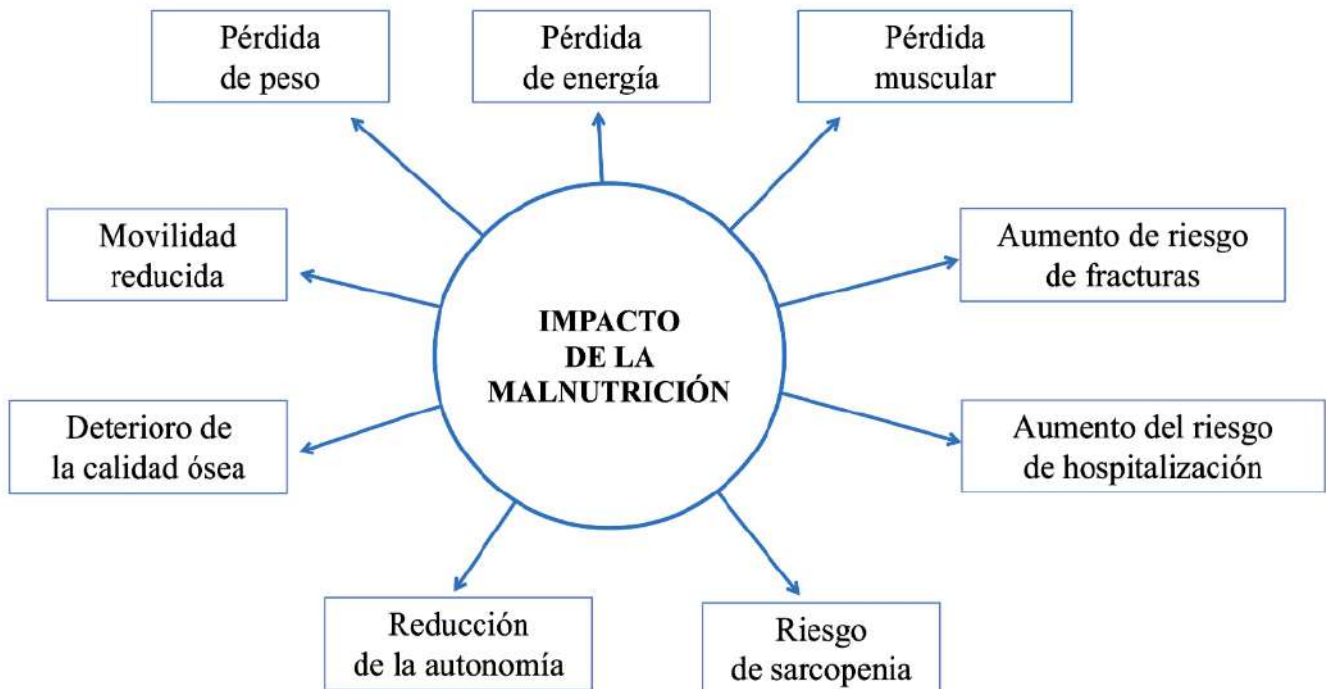 Pérdida
de peso
Pérdida
de energía
Pérdida
muscular
Movilidad
reducida
Aumento de riesgo
de fracturas
IMPACTO
DE LA
MALNUTRICIÓN
Deterioro de
la calidad ósea
Aumento del riesgo
de hospitalización
Reducción
de la autonomía
Riesgo
de sarcopenia